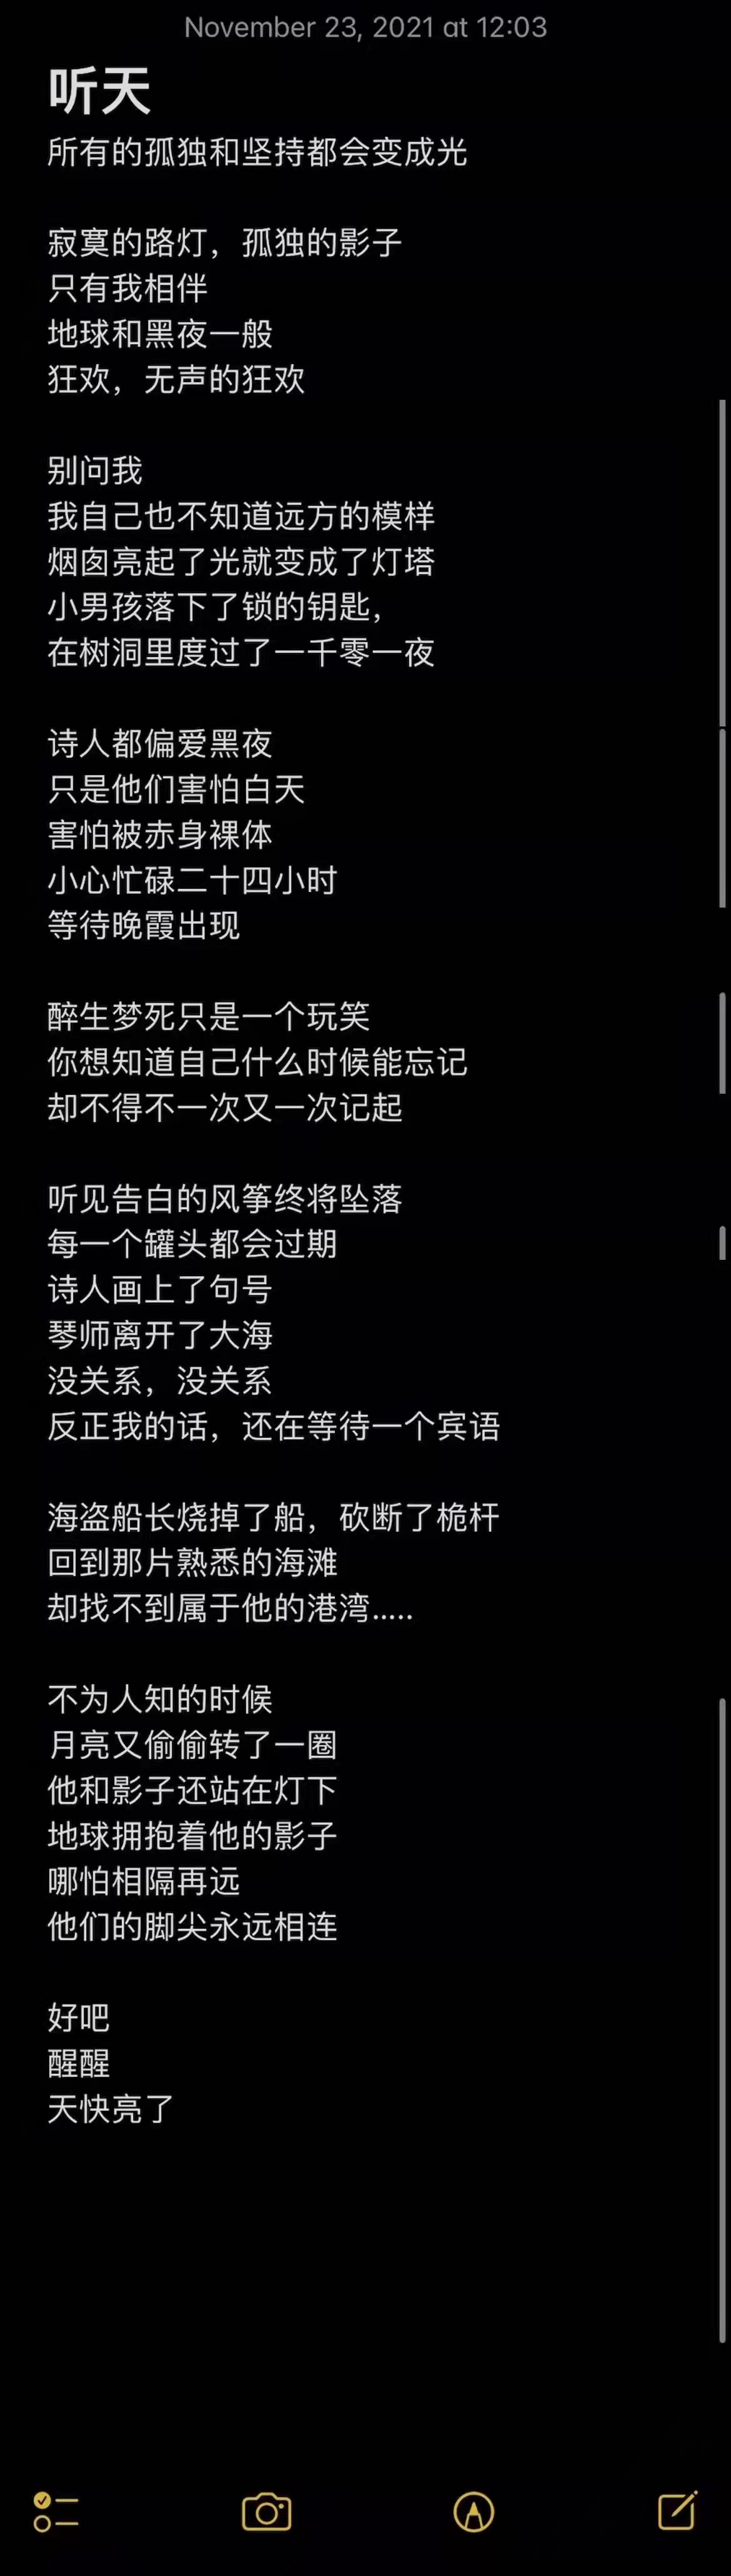 November 23, 2021 at 12:03
听天
所有的孤独和坚持都会变成光
寂寞的路灯，孤独的影子
只有我相伴
地球和黑夜一般
狂欢，无声的狂欢
别问我
我自己也不知道远方的模样
烟囱亮起了光就变成了灯塔
小男孩落下了锁的钥匙，
在树洞里度过了一千零一夜
诗人都偏爱黑夜
只是他们害怕白天
害怕被赤身裸体
小心忙碌二十四小时
等待晚霞出现
醉生梦死只是一个玩笑
你想知道自己什么时候能忘记
却不得不一次又一次记起
听见告白的风筝终将坠落
每一个罐头都会过期
诗人画上了句号
琴师离开了大海
没关系，没关系
反正我的话，还在等待一个宾语
海盗船长烧掉了船，砍断了桅杆
回到那片熟悉的海滩
却找不到属于他的港湾.....
不为人知的时候
月亮又偷偷转了一圈
他和影子还站在灯下
地球拥抱着他的影子
哪怕相隔再远
他们的脚尖永远相连
好吧
醒醒
天快亮了